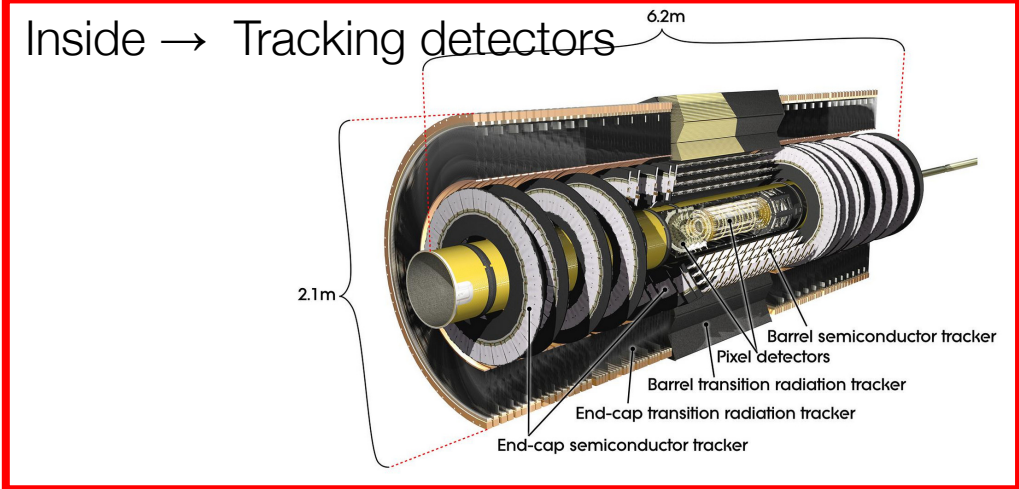 Inside → Tracking detectors
6.2m
2.1m
Barrel semiconductor tracker
Pixel detectors
Barrel transition radiation tracker
End-cap transition radiation tracker
End-cap semiconductor tracker